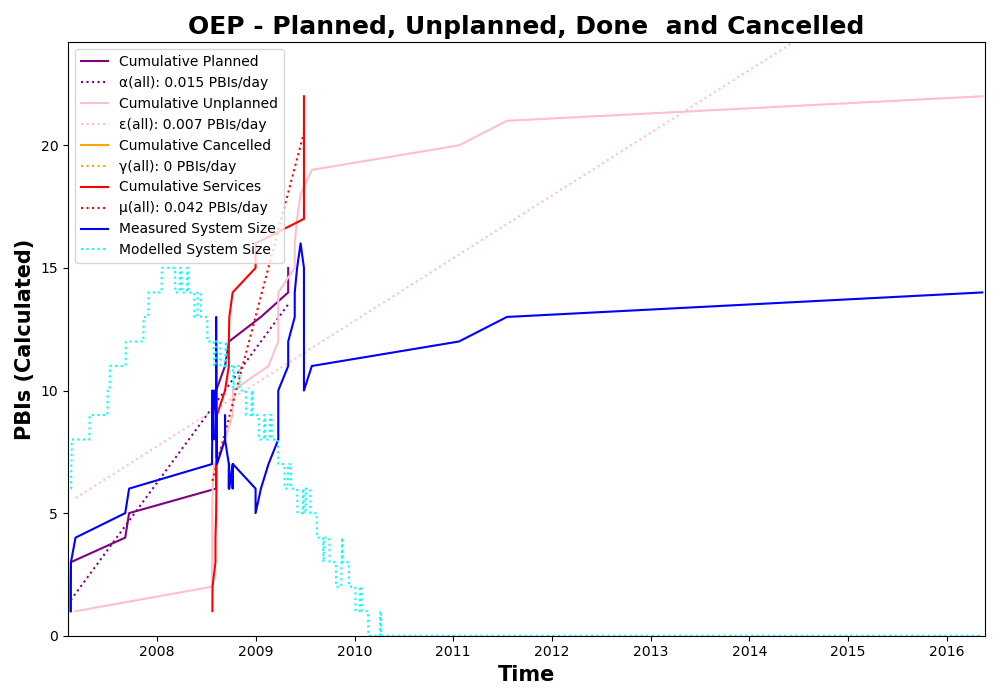 OEP - Planned, Unplanned, Done  and Cancelled
Cumulative Planned
α(all): 0.015 PBIs/day
Cumulative Unplanned
ε(all): 0.007 PBIs/day
Cumulative Cancelled
γ(all): 0 PBIs/day
Cumulative Services
μ(all): 0.042 PBIs/day
Measured System Size
Modelled System Size
PBIs (Calculated)
20
15
10
5
0
2008 2009 2010 2011 2012 2013 2014 2015 2016
Time